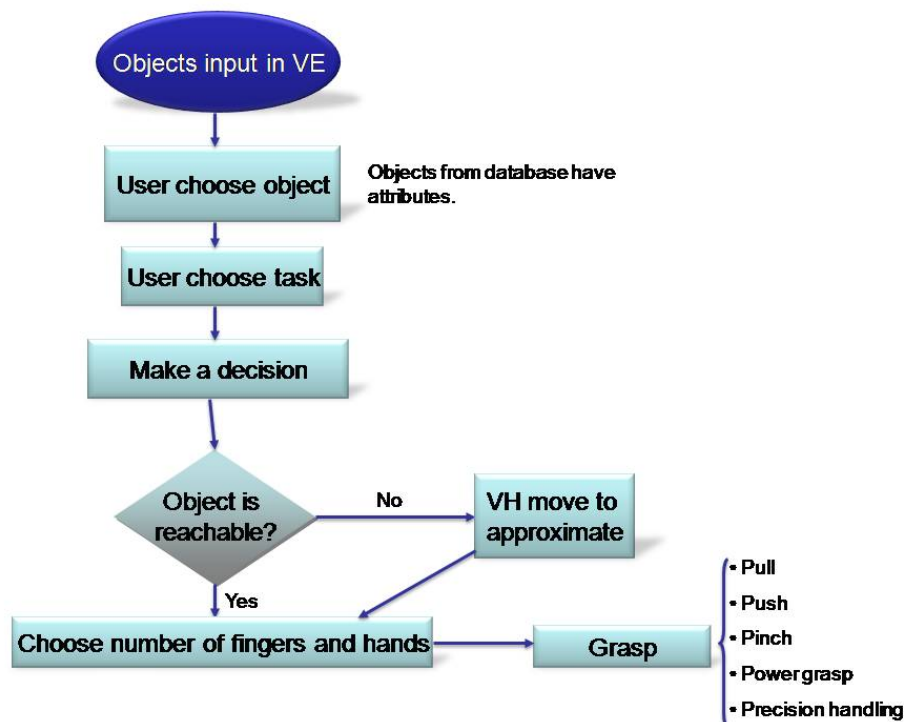 Objects input in VE
User choose object
Objects from database have
attributes.
User choose task
Make a decision
Object is
reachable?
No
VH move to
approximate
Yes
Choose number of fingers and hands
Grasp
• Pull
• Push
• Pinch
• Power grasp
• Precision handling